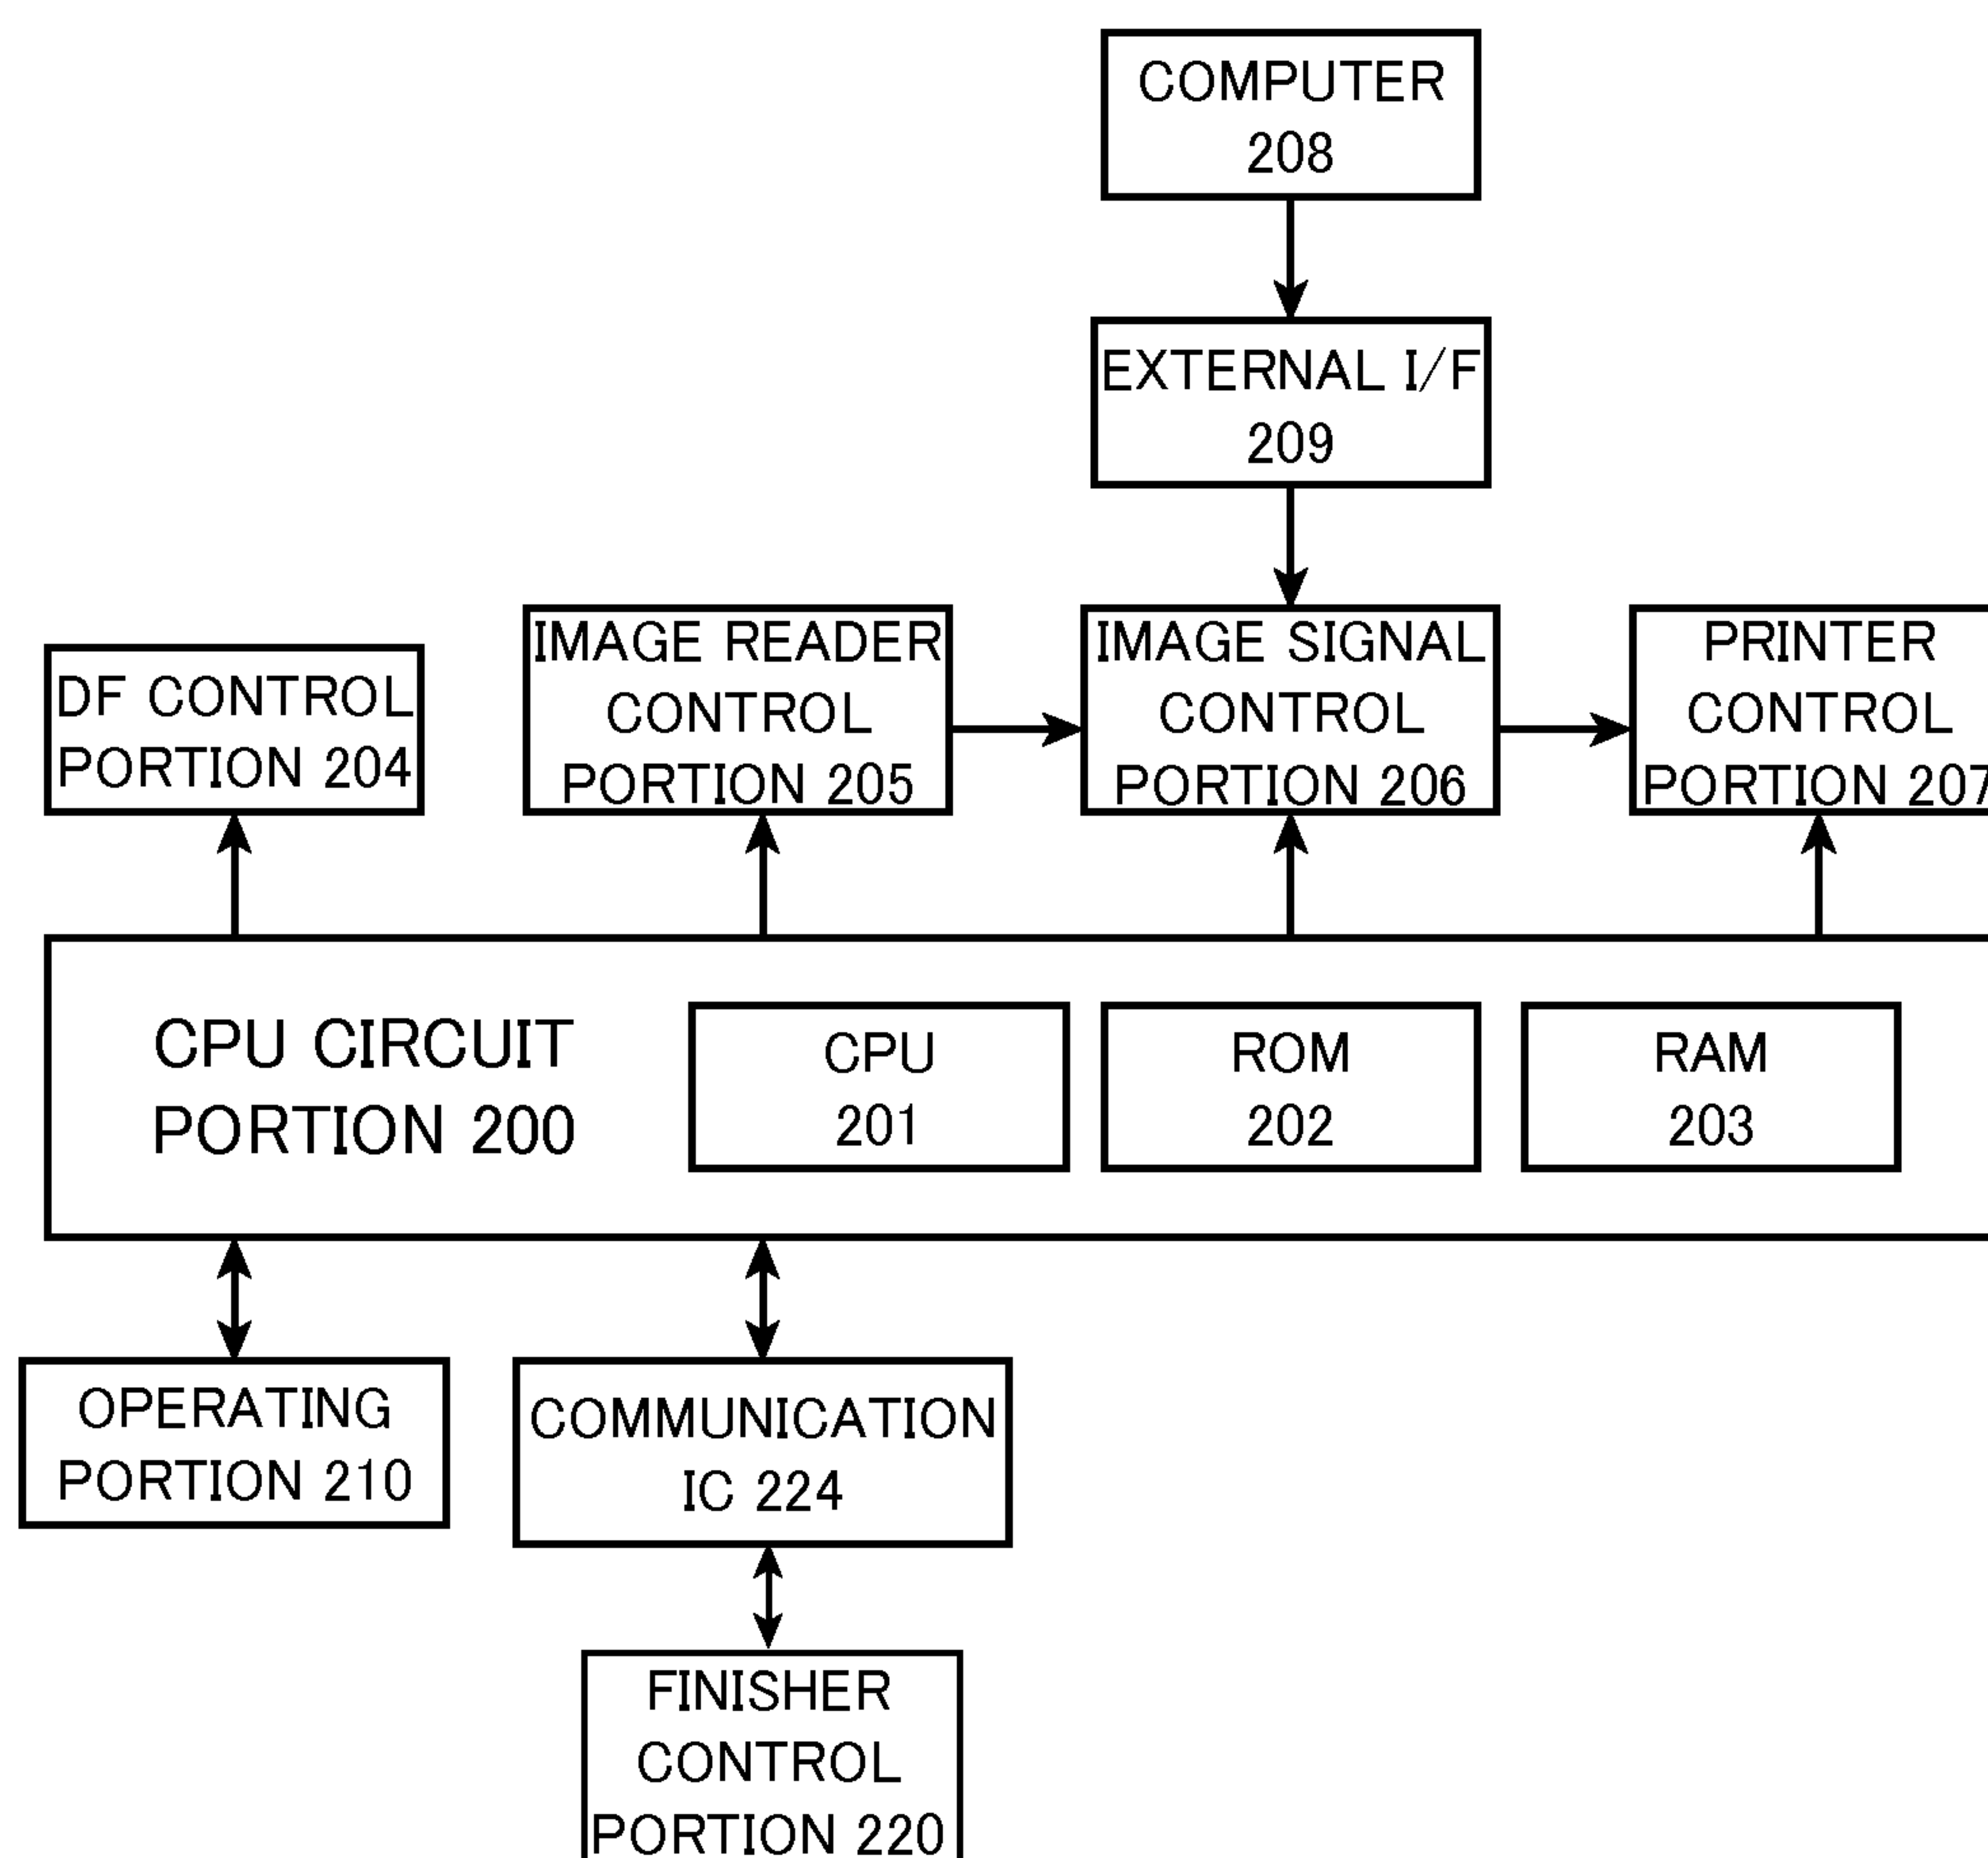 COMPUTER
208
EXTERNAL I/F
209
DF CONTROL
PORTION 204
IMAGE READER
CONTROL
PORTION 205
IMAGE SIGNAL
CONTROL
PORTION 206
PRINTER
CONTROL
PORTION 207
CPU CIRCUIT
PORTION 200
CPU
201
ROM
202
RAM
203
OPERATING
PORTION 210
COMMUNICATION
IC 224
FINISHER
CONTROL
PORTION 220